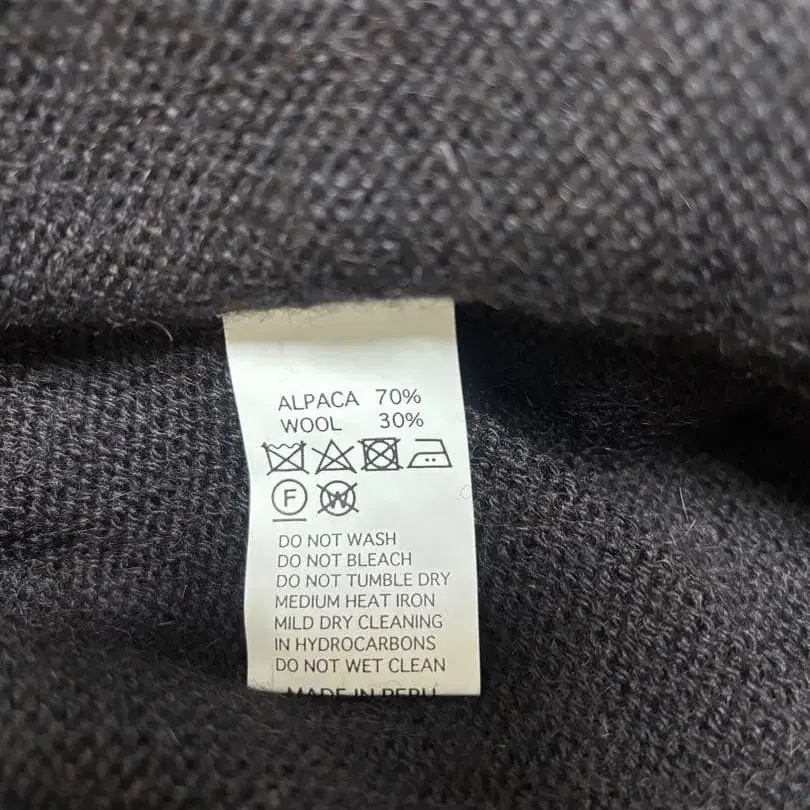 ALPACA 70%
WOOL 30%
F W
DO NOT WASH
DO NOT BLEACH
DO NOT TUMBLE DRY
MEDIUM HEAT IRON
MILD DRY CLEANING
IN HYDROCARBONS
DO NOT WET CLEAN
MADE IN PERU